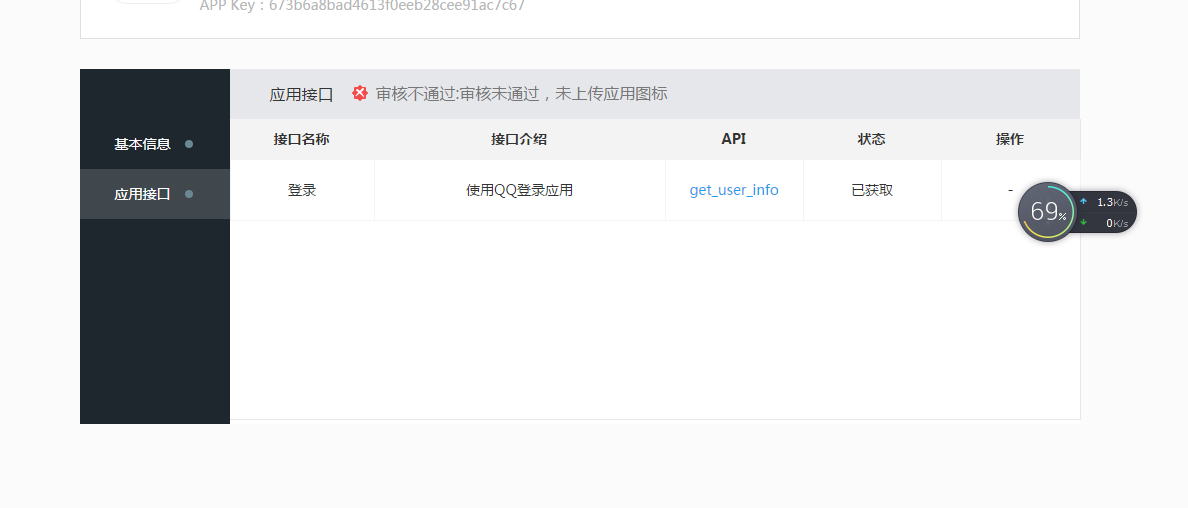 APP Key：673b6a8bad4613f0eeb28cee91ac7c67
应用接口 审核不通过:审核未通过，未上传应用图标
基本信息
应用接口
接口名称 接口介绍 API 状态 操作
登录 使用QQ登录应用 get_user_info 已获取 -
69% 1.3K/s
0K/s